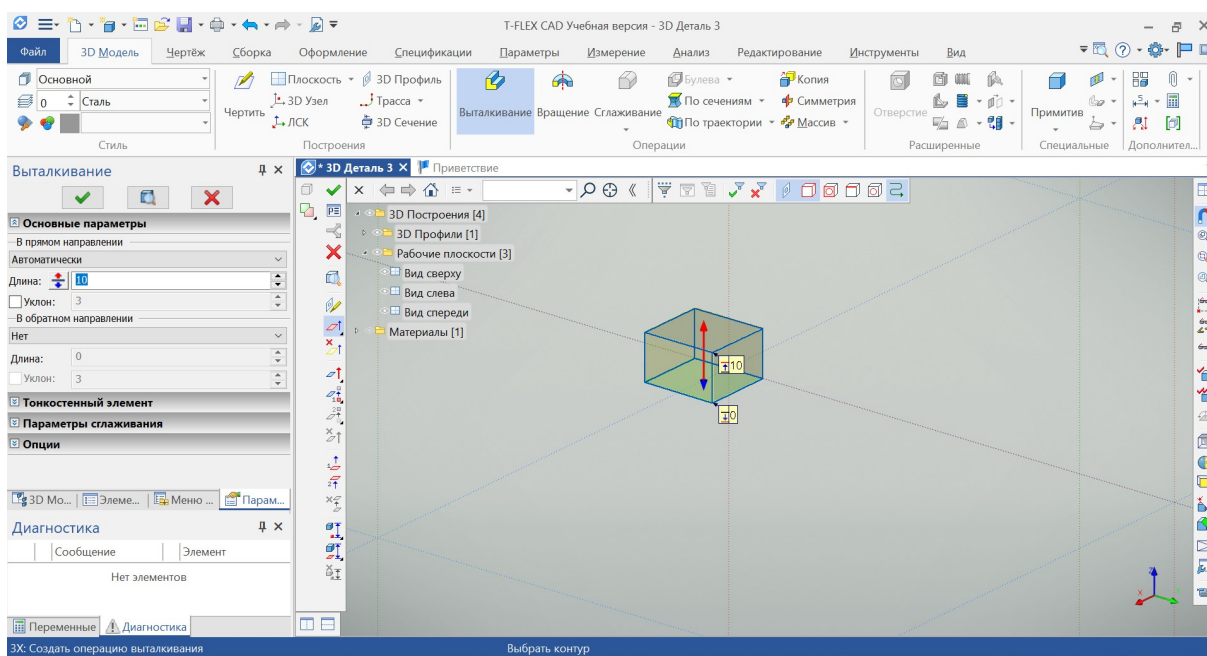 T-FLEX CAD Учебная версия - 3D Деталь 3
Файл 3D Модель Чертёж Сборка Оформление Спецификации Параметры Измерение Анализ Редактирование Инструменты Вид
Основной
0 Сталь
Стиль
Чертить
Плоскость 3D Профиль
3D Узел Трасса
ЛСК 3D Сечение
Построения
Выталкивание Вращение Сглаживание
Булева Копия
По сечениям Симметрия
По траектории Массив
Операции
Отверстие
Расширенные
Примитив
Специальные
Дополнител...
Выталкивание
Основные параметры
В прямом направлении
Автоматически
Длина: 10
Уклон: 3
В обратном направлении
Нет
Длина: 0
Уклон: 3
Тонкостенный элемент
Параметры сглаживания
Опции
3D Мо... Элеме... Меню ... Парам...
Диагностика
Сообщение Элемент
Нет элементов
Переменные Диагностика
* 3D Деталь 3 X Приветствие
3D Построения [4]
3D Профили [1]
Рабочие плоскости [3]
Вид сверху
Вид слева
Вид спереди
Материалы [1]
10
0
3X: Создать операцию выталкивания Выбрать контур